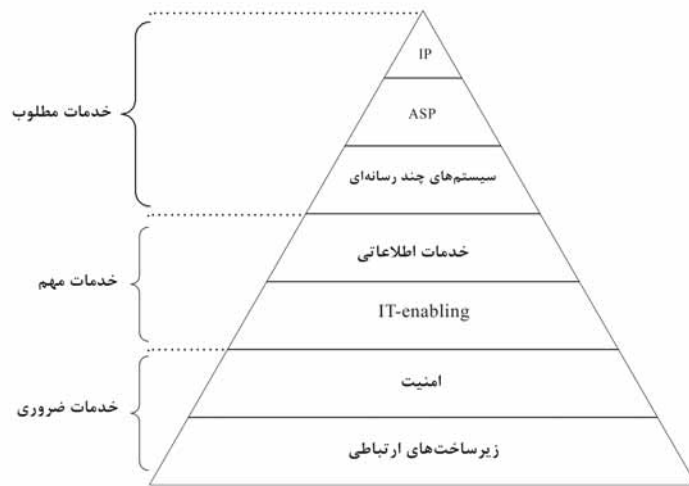 IP
ASP
خدمات مطلوب
سیستم‌های چند رسانه‌ای
خدمات اطلاعاتی
خدمات مهم
IT-enabling
امنیت
خدمات ضروری
زیرساخت‌های ارتباطی